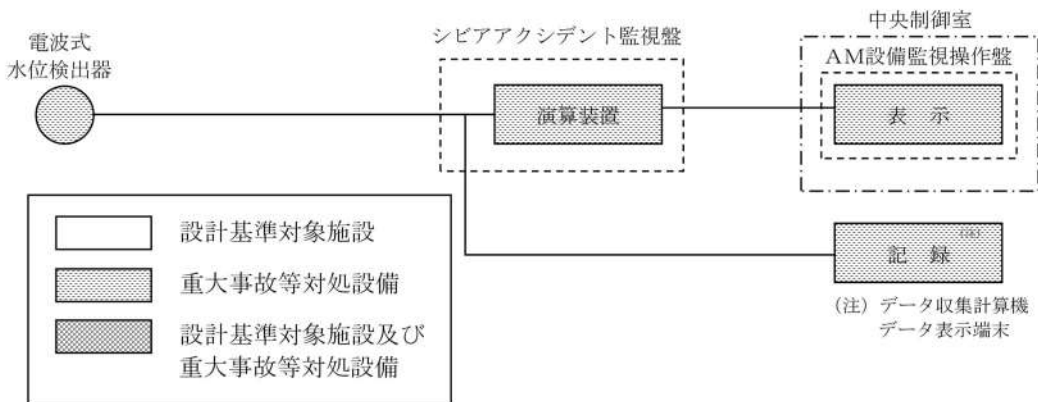 中央制御室
シビアアクシデント監視盤
電波式
水位検出器
AM設備監視操作盤
演算装置
表 示
設計基準対象施設
重大事故等対処設備
設計基準対象施設及び
重大事故等対処設備
記 録 (注)
(注) データ収集計算機
データ表示端末